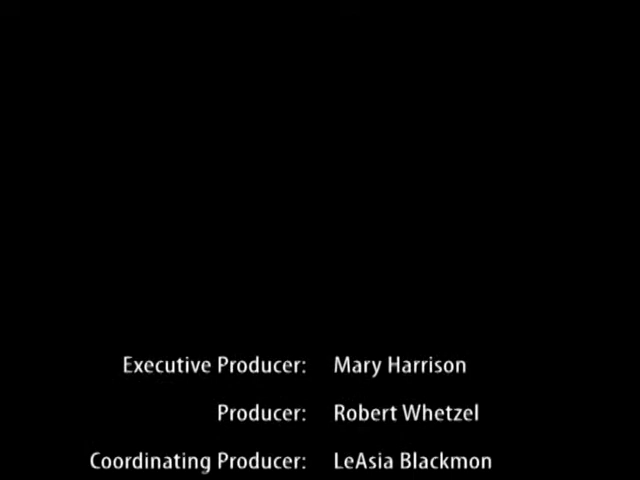 Executive Producer: Mary Harrison
Producer: Robert Whetzel
Coordinating Producer: LeAsia Blackmon